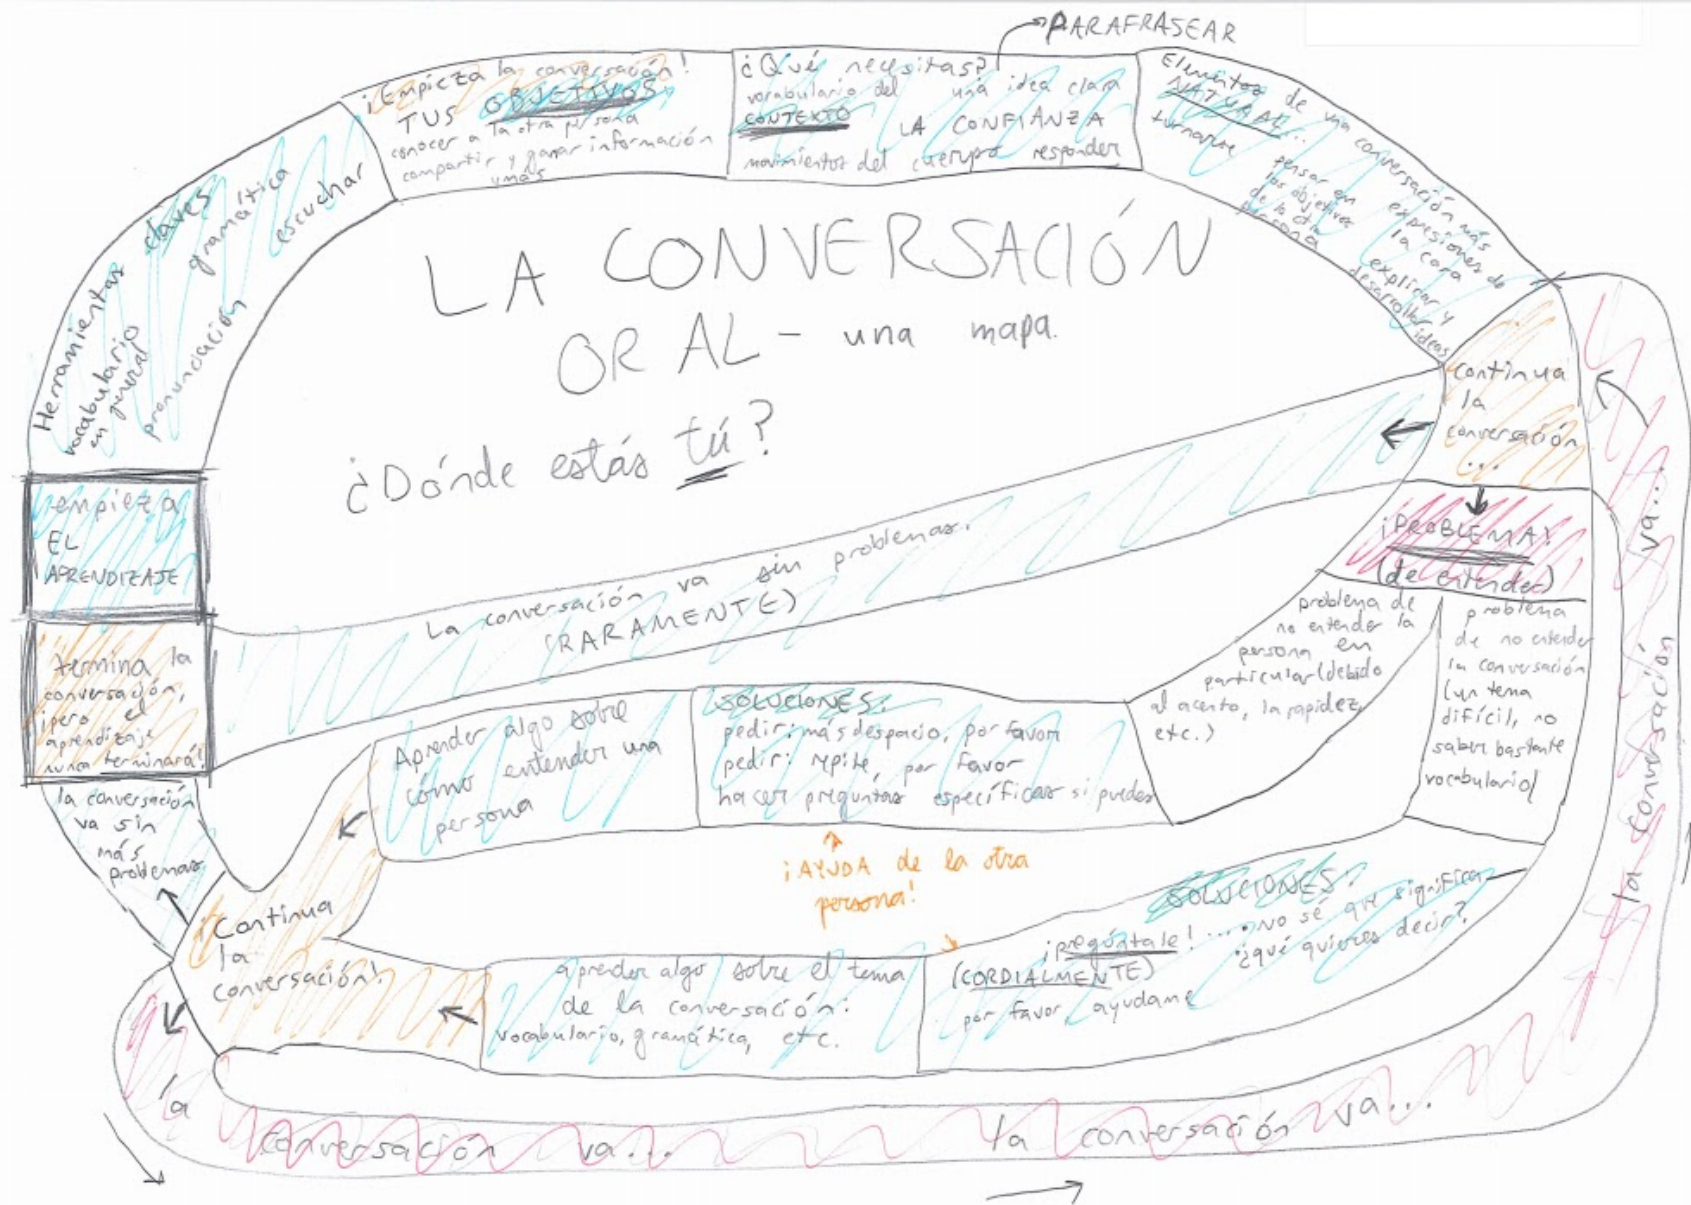 PARAFRASEAR
¡Empieza la conversación!
TUS OBJETIVOS
conocer a la otra persona
compartir y ganar información
y más
¿Qué necesitas?
vocabulario del una idea clara
CONTEXTO LA CONFIANZA
movimientos del cuerpo responder
Elementos de una conversación más
NATURAL...
turnarse
pensar en
los objetivos
de la otra
persona
expresiones de
la cara
explicar y
desarrollar ideas
Herramientas claves
vocabulario
en general
gramática
pronunciación
escuchar
LA CONVERSACIÓN
ORAL - una mapa.
¿Dónde estás tú?
empieza
EL
APRENDIZAJE
termina la
conversación,
¡pero el
aprendizaje
nunca terminará!
Continua
la
conversación
...
La conversación va sin problemas.
(RARAMENTE)
¡PROBLEMA!
(de entender)
problema de
no entender la
persona en
particular (debido
al acento, la rapidez,
etc.)
problema
de no entender
la conversación
(un tema
difícil, no
saber bastante
vocabulario)
SOLUCIONES:
pedir: más despacio, por favor
pedir: repite, por favor
hacer preguntas específicas si puedes
Aprender algo sobre
cómo entender una
persona
¡AYUDA de la otra
persona!
SOLUCIONES:
¡pregúntale! ... no sé que significa
¿qué quieres decir?
(CORDIALMENTE)
por favor, ayudame
aprender algo sobre el tema
de la conversación:
vocabulario, gramática, etc.
¡Continua
la
conversación!
la conversación
va sin
más
problemas
la conversación va...
la conversación va...
la conversación va...